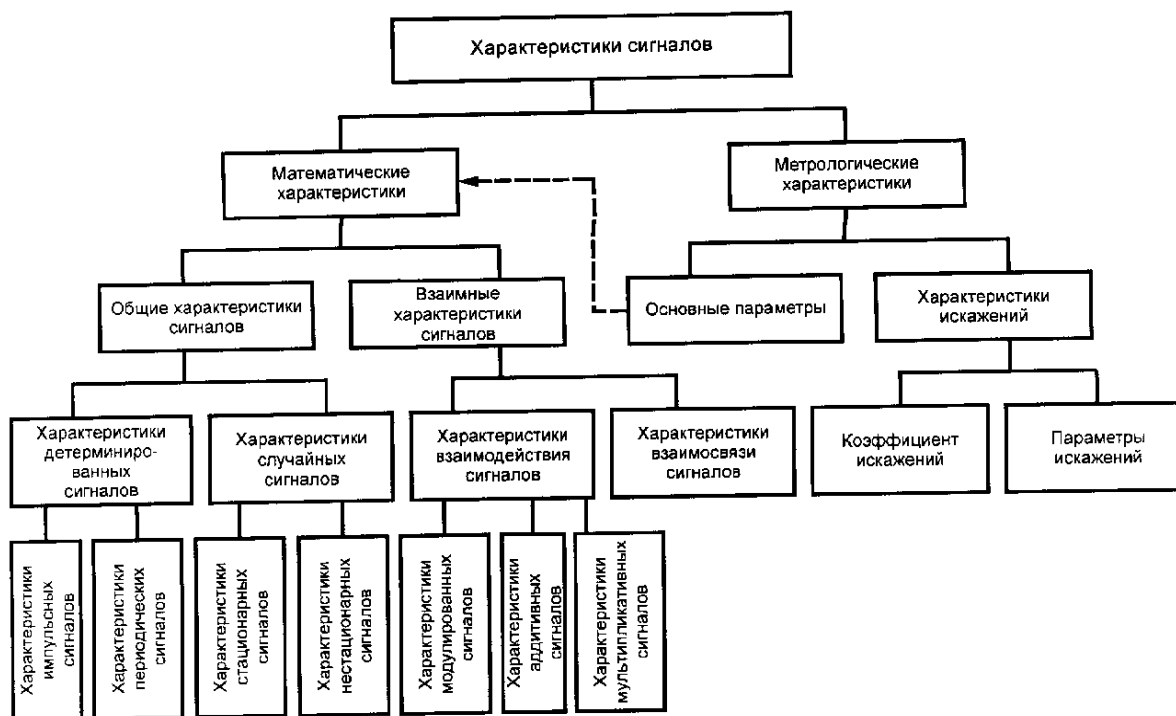 Характеристики сигналов
Математические
характеристики
Метрологические
характеристики
Общие характеристики
сигналов
Взаимные
характеристики
сигналов
Основные параметры
Характеристики
искажений
Характеристики
детерминиро-
ванных
сигналов
Характеристики
случайных
сигналов
Характеристики
взаимодействия
сигналов
Характеристики
взаимосвязи
сигналов
Коэффициент
искажений
Параметры
искажений
Характеристики
импульсных
сигналов
Характеристики
периодических
сигналов
Характеристики
стационарных
сигналов
Характеристики
нестационарных
сигналов
Характеристики
модулированных
сигналов
Характеристики
аддитивных
сигналов
Характеристики
мультипликативных
сигналов